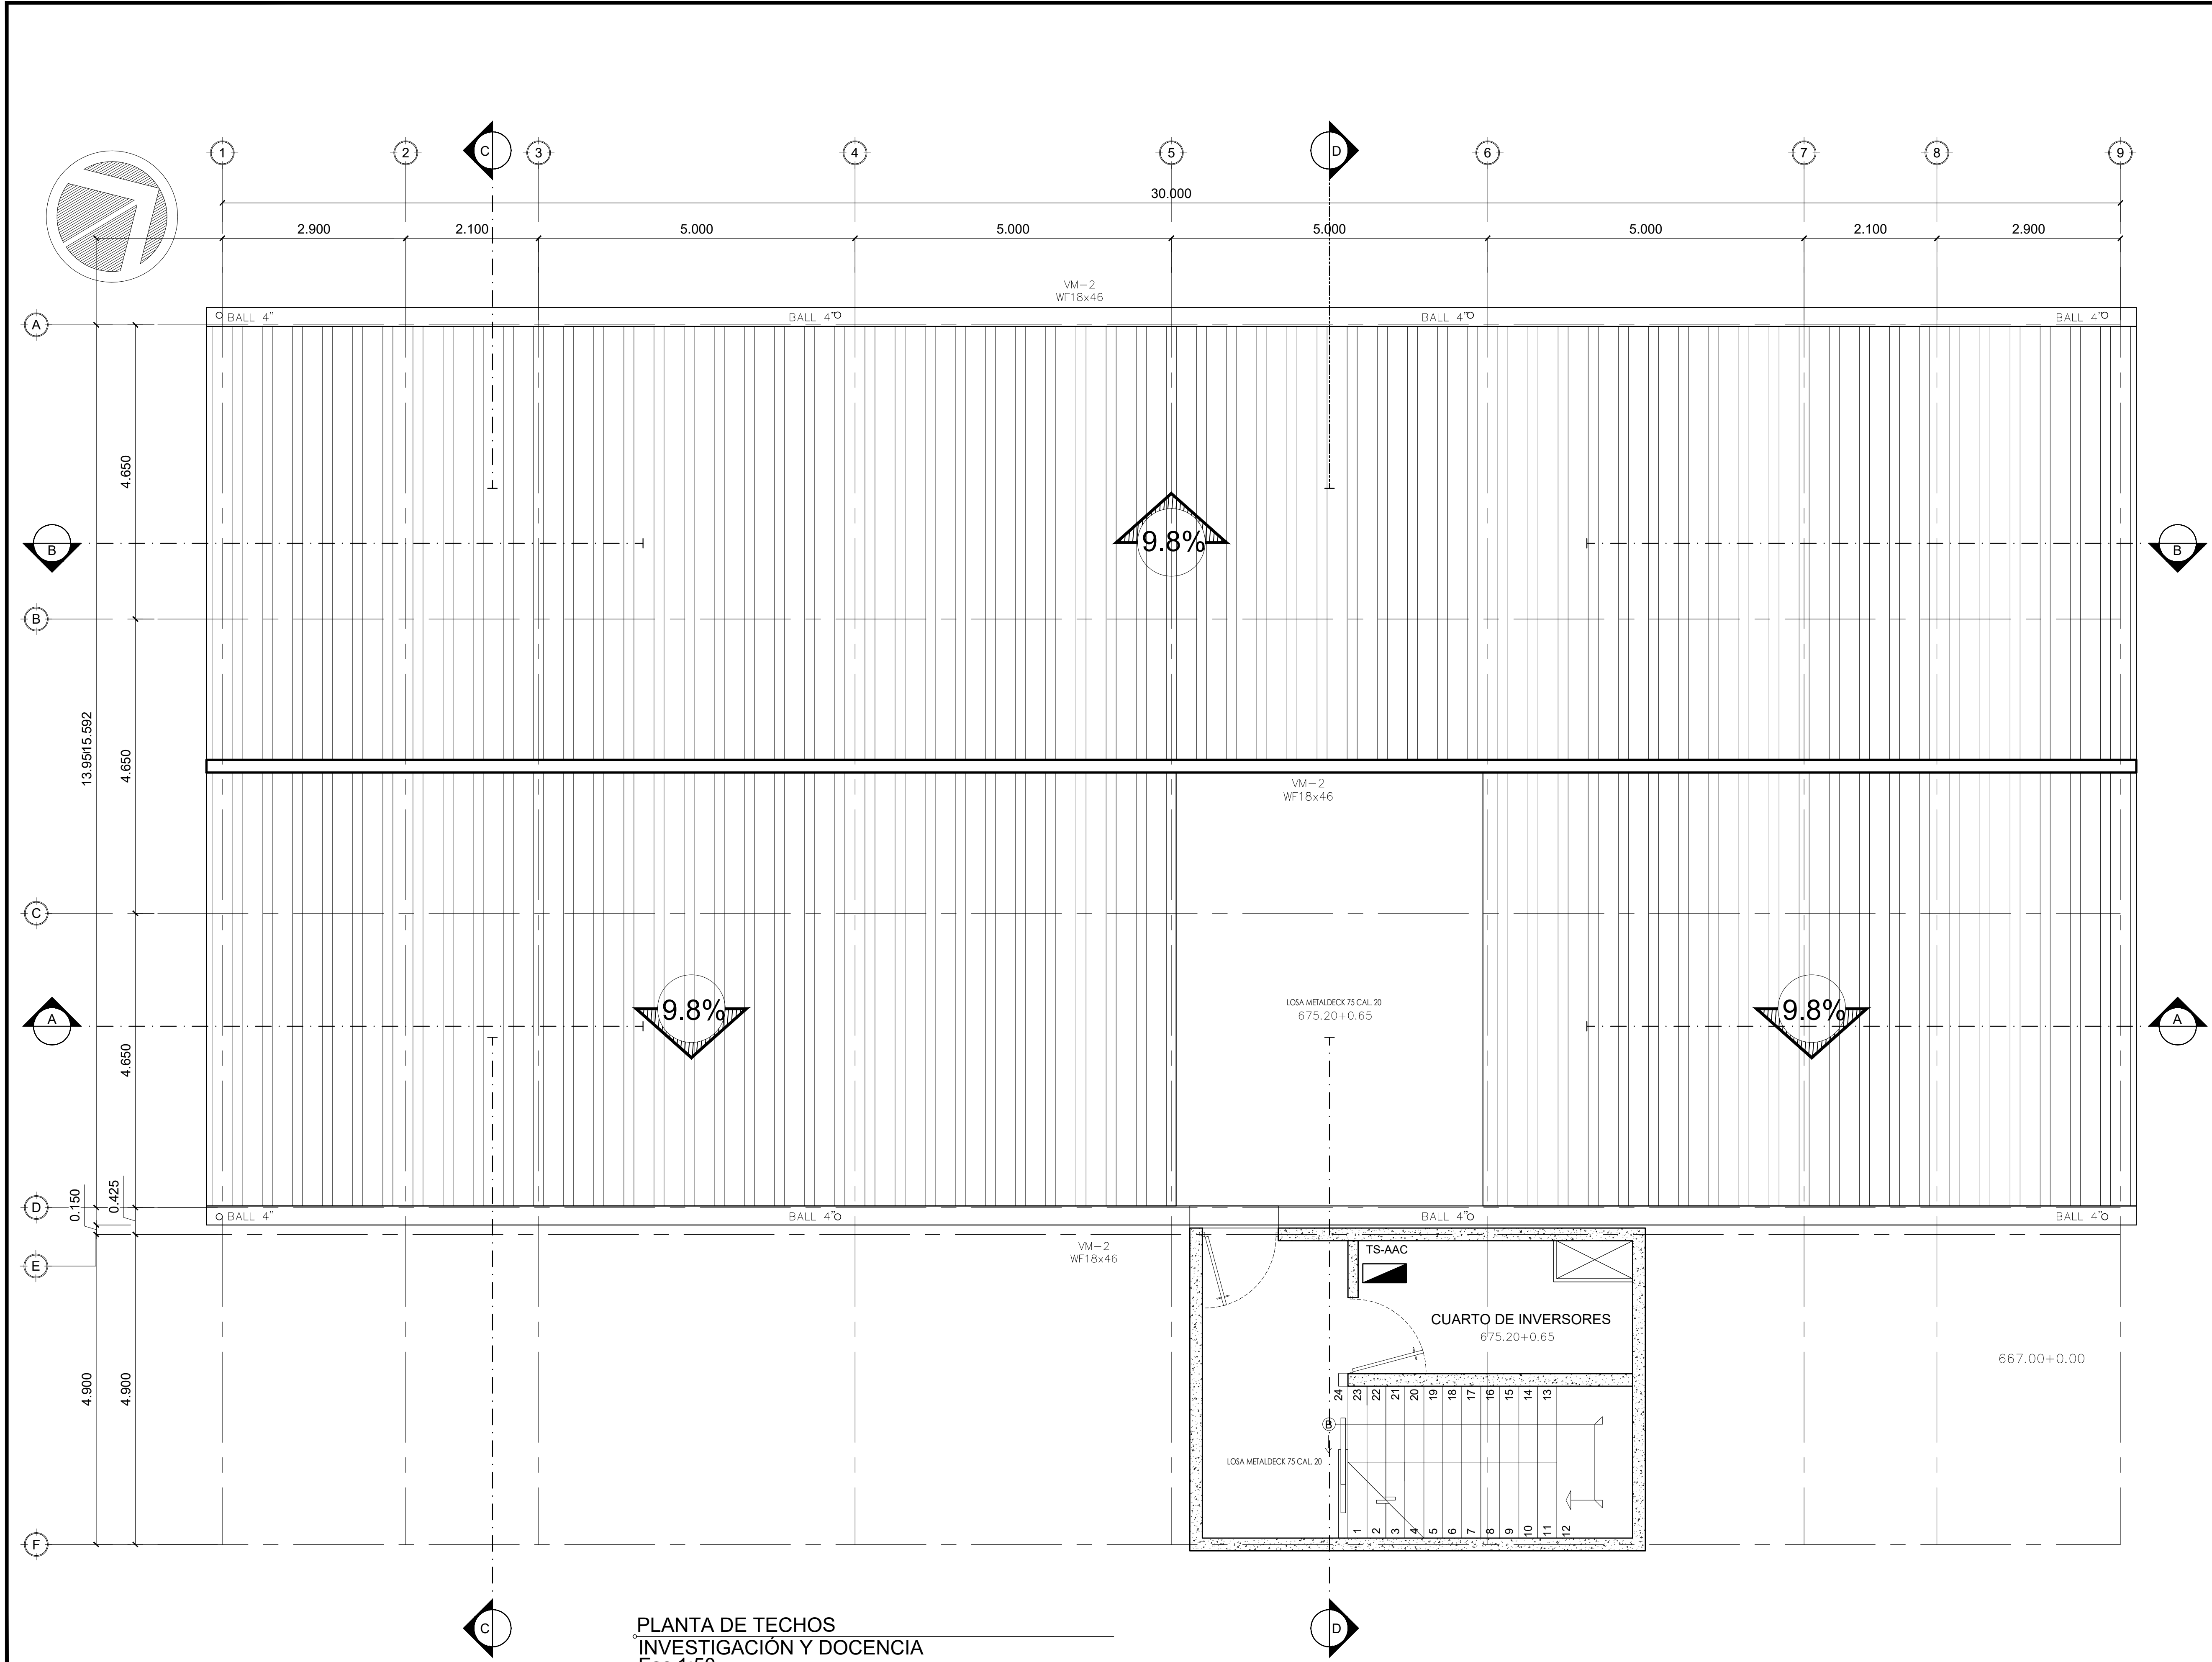 1
2
C
3
4
5
D
6
7
8
9
30.000
2.900
2.100
5.000
5.000
5.000
5.000
2.100
2.900
VM-2
WF18x46
A
BALL 4"
BALL 4"
BALL 4"
BALL 4"
4.650
B
9.8%
B
B
13.950
15.592
4.650
VM-2
WF18x46
C
LOSA METALDECK 75 CAL. 20
675.20+0.65
A
9.8%
9.8%
A
4.650
0.150
0.425
D
BALL 4"
BALL 4"
BALL 4"
BALL 4"
VM-2
WF18x46
E
TS-AAC
CUARTO DE INVERSORES
675.20+0.65
667.00+0.00
4.900
4.900
24
23
22
21
20
19
18
17
16
15
14
13
B
LOSA METALDECK 75 CAL. 20
1
2
3
4
5
6
7
8
9
10
11
12
F
C
D
PLANTA DE TECHOS
INVESTIGACIÓN Y DOCENCIA